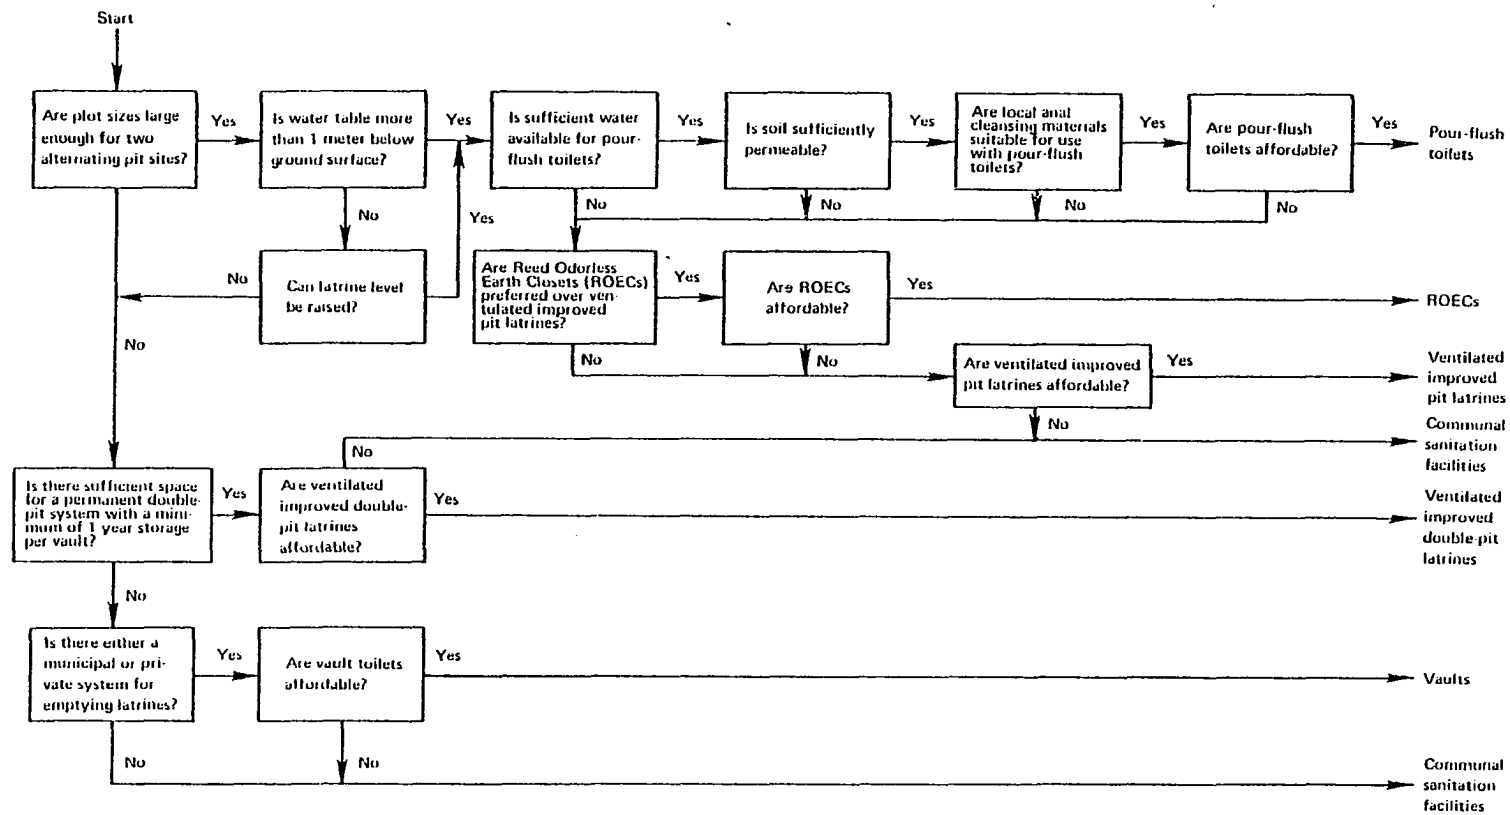 Start
Are plot sizes large
enough for two
alternating pit sites?
Yes
Is water table more
than 1 meter below
ground surface?
Yes
Is sufficient water
available for pour-
flush toilets?
Yes
Is soil sufficiently
permeable?
Yes
Are local anal
cleansing materials
suitable for use
with pour-flush
toilets?
Yes
Are pour-flush
toilets affordable?
Yes
Pour-flush
toilets
No
Yes
No
No
No
No
No
Can latrine level
be raised?
Are Reed Odorless
Earth Closets (ROECs)
preferred over ven-
tulated improved
pit latrines?
Yes
Are ROECs
affordable?
Yes
ROECs
No
No
No
Are ventilated improved
pit latrines affordable?
Yes
Ventilated
improved
pit latrines
No
Communal
sanitation
facilities
No
Is there sufficient space
for a permanent double-
pit system with a mini-
mum of 1 year storage
per vault?
Yes
Are ventilated
improved double-
pit latrines
affordable?
Yes
Ventilated
improved
double-pit
latrines
No
Is there either a
municipal or pri-
vate system for
emptying latrines?
Yes
Are vault toilets
affordable?
Yes
Vaults
No
No
Communal
sanitation
facilities